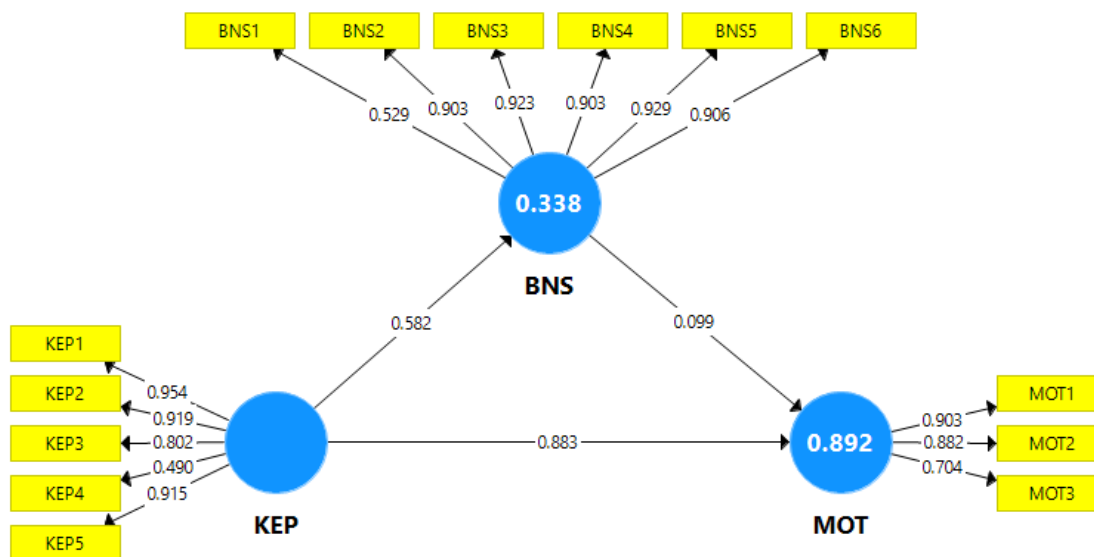 BNS1 BNS2 BNS3 BNS4 BNS5 BNS6
0.529 0.903 0.923 0.903 0.929 0.906
0.338
BNS
0.582 0.099
KEP1
0.954
KEP2
0.919
KEP3
0.802
KEP4
0.490
KEP5
0.915
KEP
0.883
0.892
MOT
MOT1
0.903
MOT2
0.882
MOT3
0.704